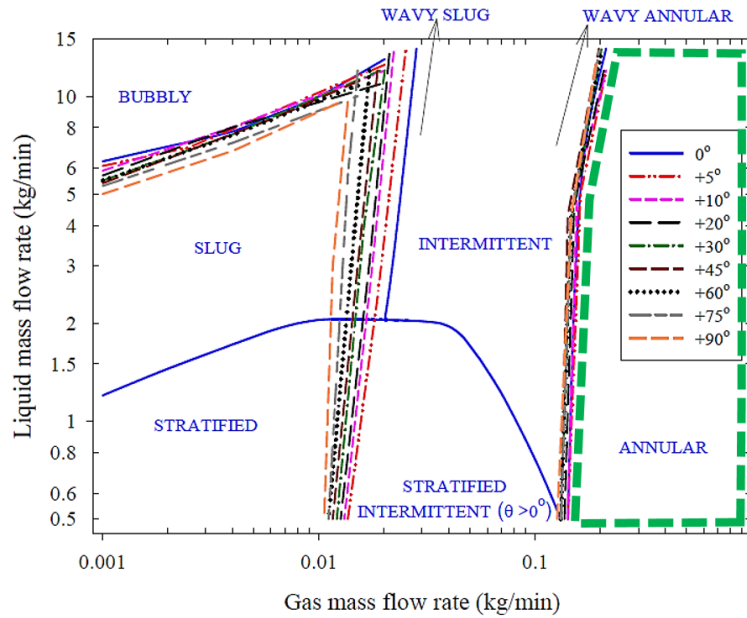 WAVY SLUG
WAVY ANNULAR
15
10
8
6
5
4
3
2
1.5
1
0.8
0.6
0.5
Liquid mass flow rate (kg/min)
BUBBLY
SLUG
INTERMITTENT
STRATIFIED
STRATIFIED
INTERMITTENT (θ >0°)
ANNULAR
0°
+5°
+10°
+20°
+30°
+45°
+60°
+75°
+90°
0.001
0.01
0.1
Gas mass flow rate (kg/min)